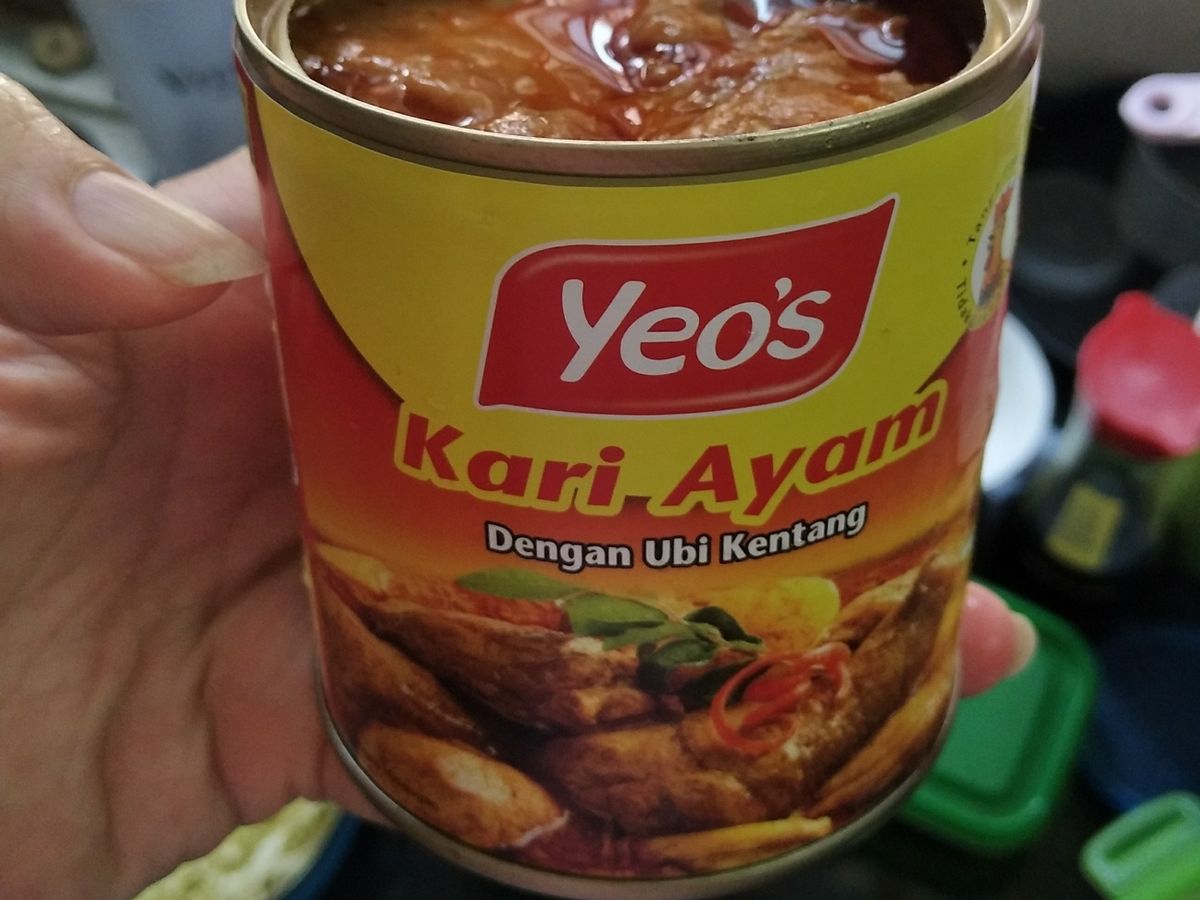 Yeo's
Kari Ayam
Dengan Ubi Kentang